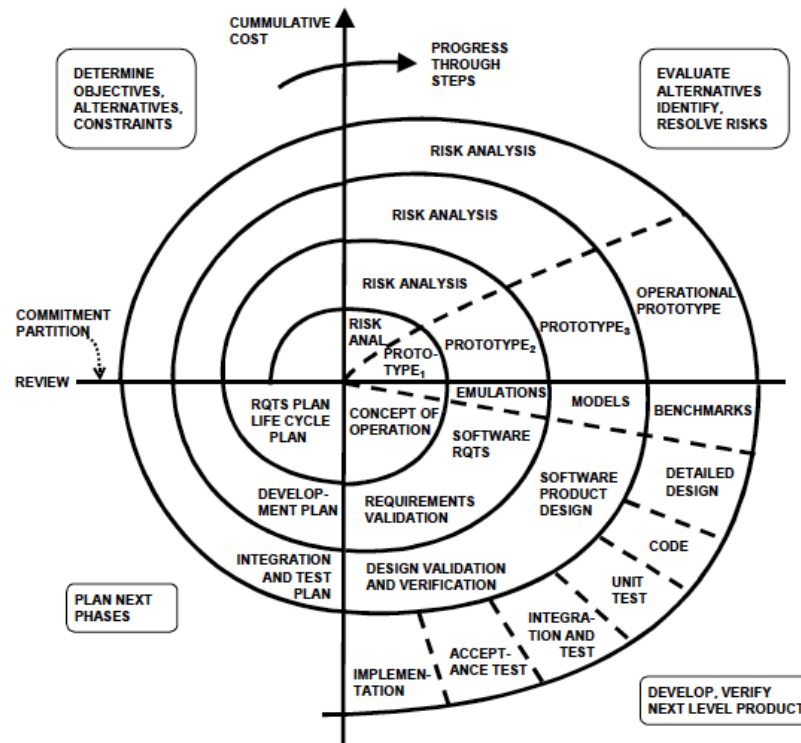 CUMMULATIVE
COST
PROGRESS
THROUGH
STEPS
DETERMINE
OBJECTIVES,
ALTERNATIVES,
CONSTRAINTS
EVALUATE
ALTERNATIVES
IDENTIFY,
RESOLVE RISKS
RISK ANALYSIS
RISK ANALYSIS
RISK ANALYSIS
RISK
ANAL.
OPERATIONAL
PROTOTYPE
PROTOTYPE3
PROTOTYPE2
PROTO-
TYPE1
COMMITMENT
PARTITION
REVIEW
EMULATIONS
MODELS
BENCHMARKS
RQTS PLAN
LIFE CYCLE
PLAN
CONCEPT OF
OPERATION
SOFTWARE
RQTS
SOFTWARE
PRODUCT
DESIGN
DETAILED
DESIGN
DEVELOP-
MENT PLAN
REQUIREMENTS
VALIDATION
CODE
INTEGRATION
AND TEST
PLAN
DESIGN VALIDATION
AND VERIFICATION
UNIT
TEST
PLAN NEXT
PHASES
INTEGRA-
TION AND
TEST
ACCEPT-
ANCE TEST
IMPLEMEN-
TATION
DEVELOP, VERIFY
NEXT LEVEL PRODUCT